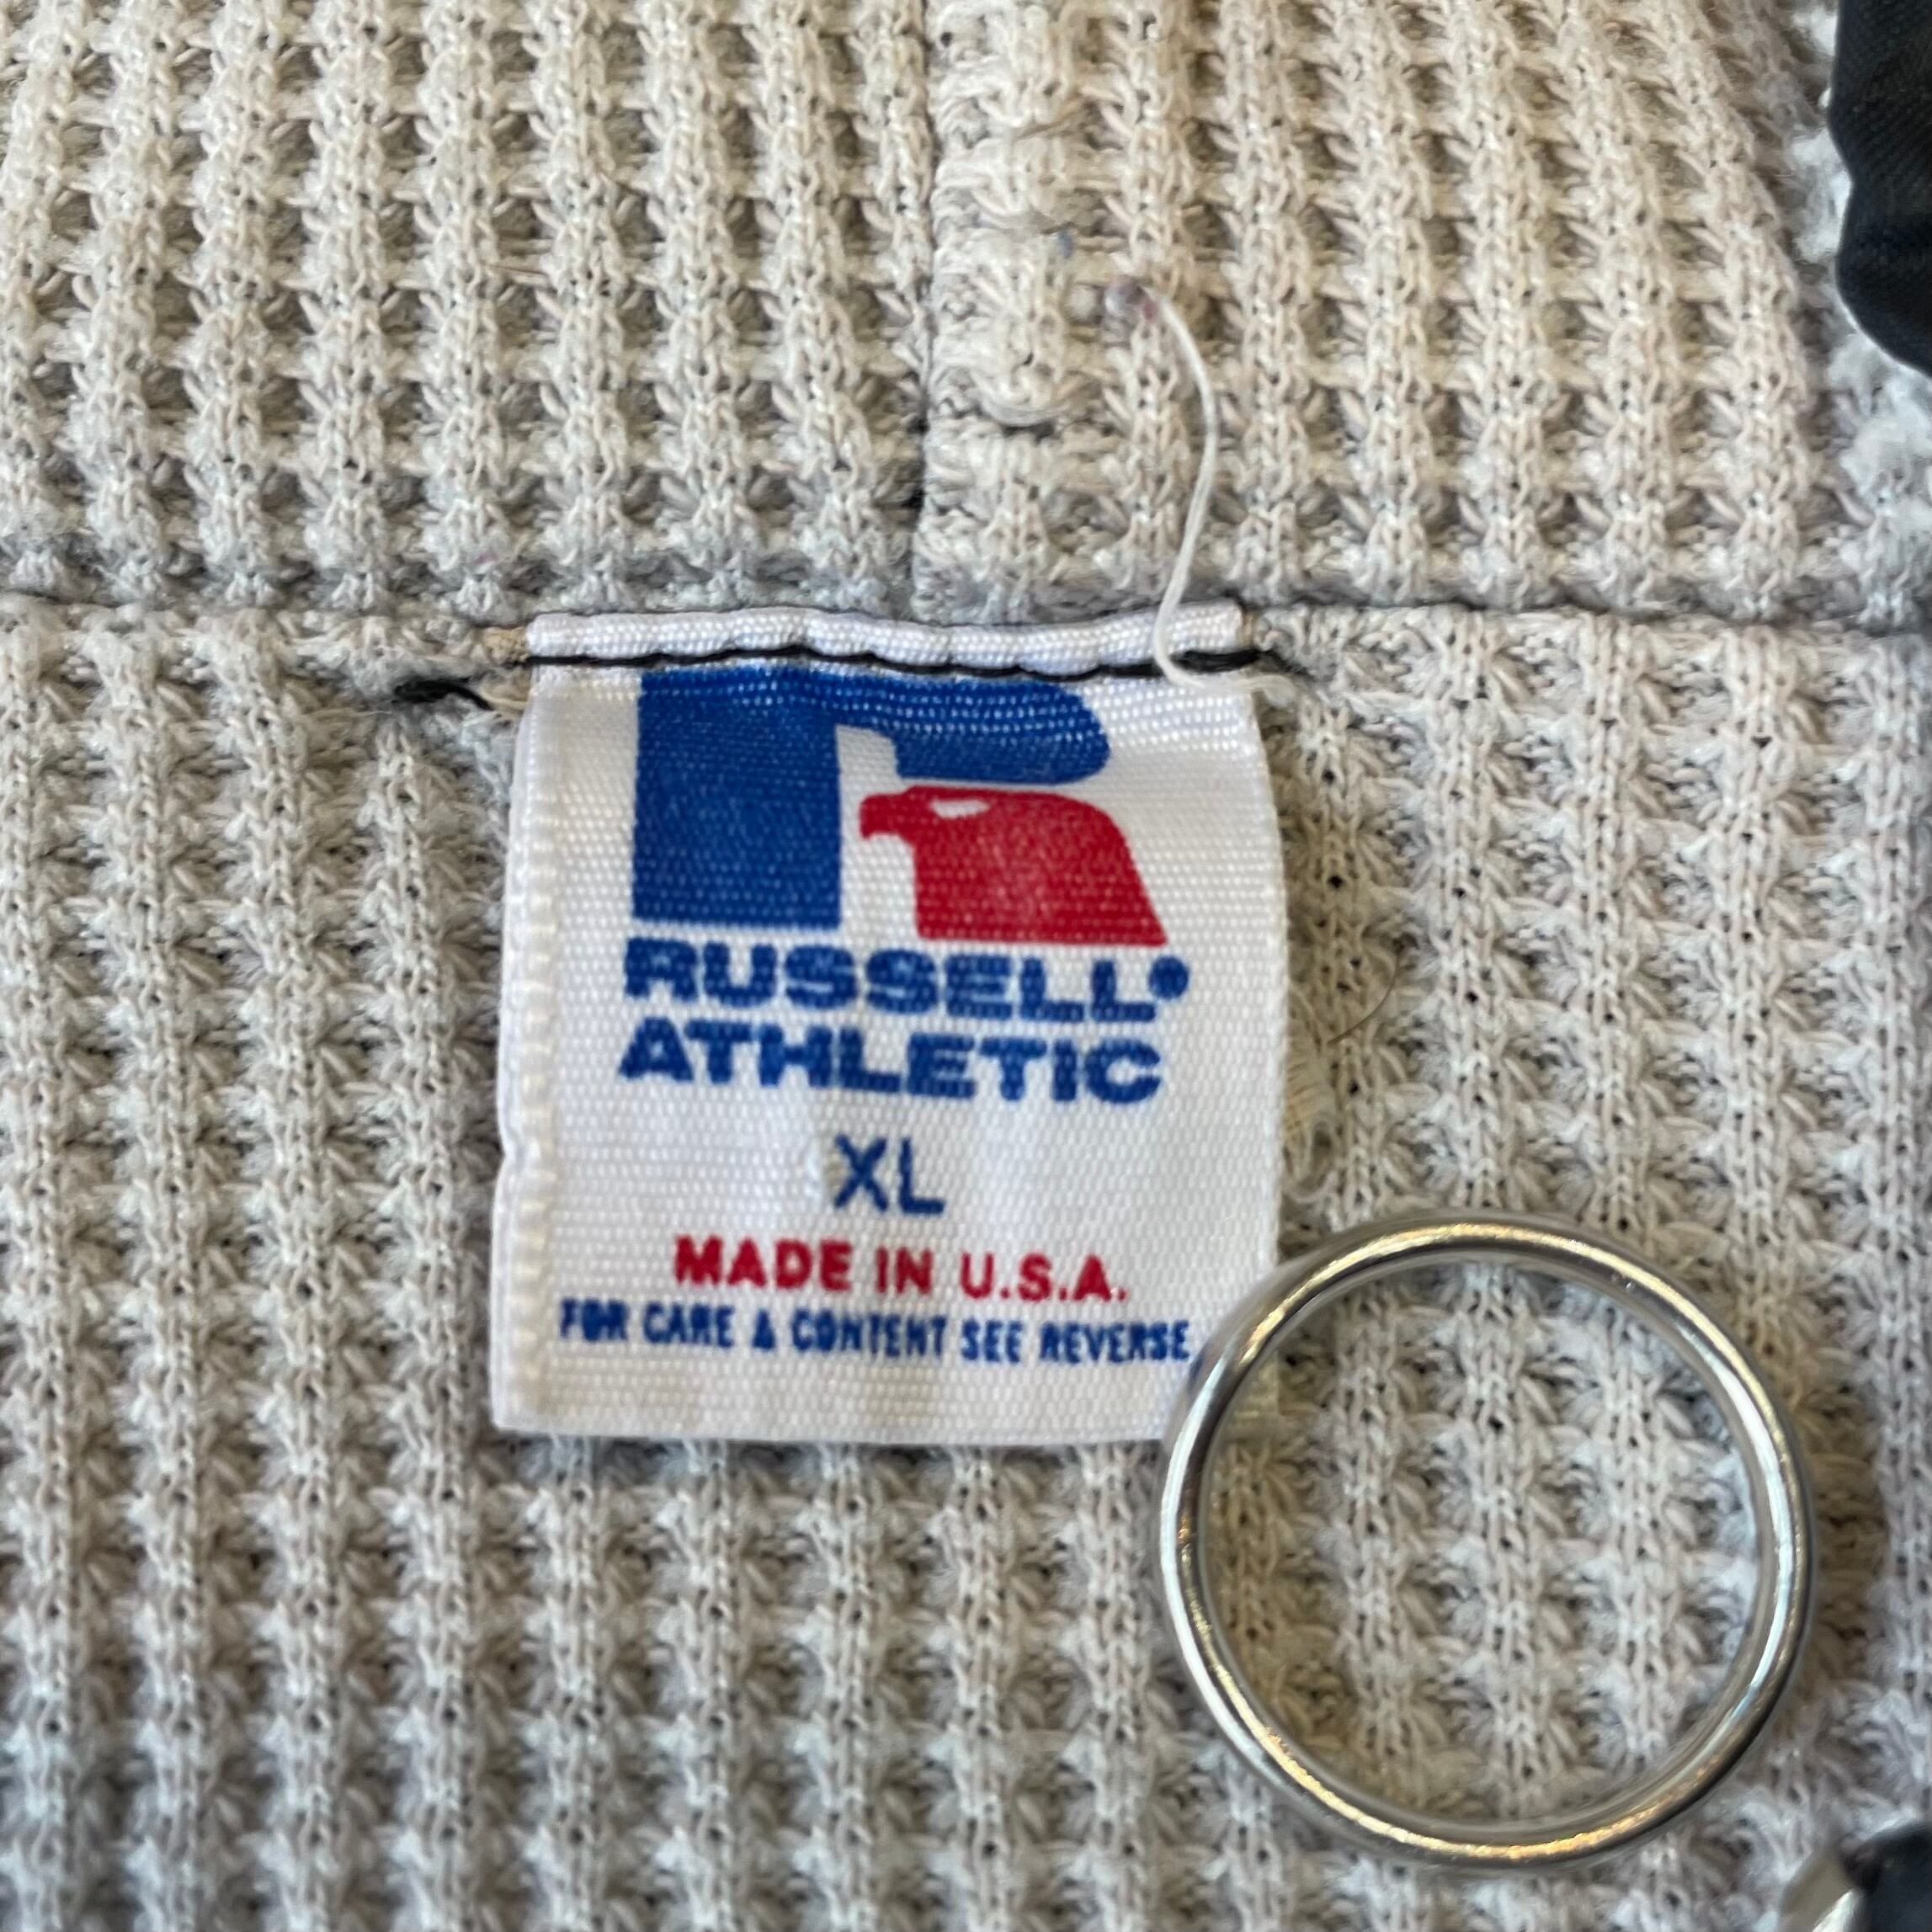 RUSSELL®
ATHLETIC
XL
MADE IN U.S.A.
FOR CARE & CONTENT SEE REVERSE